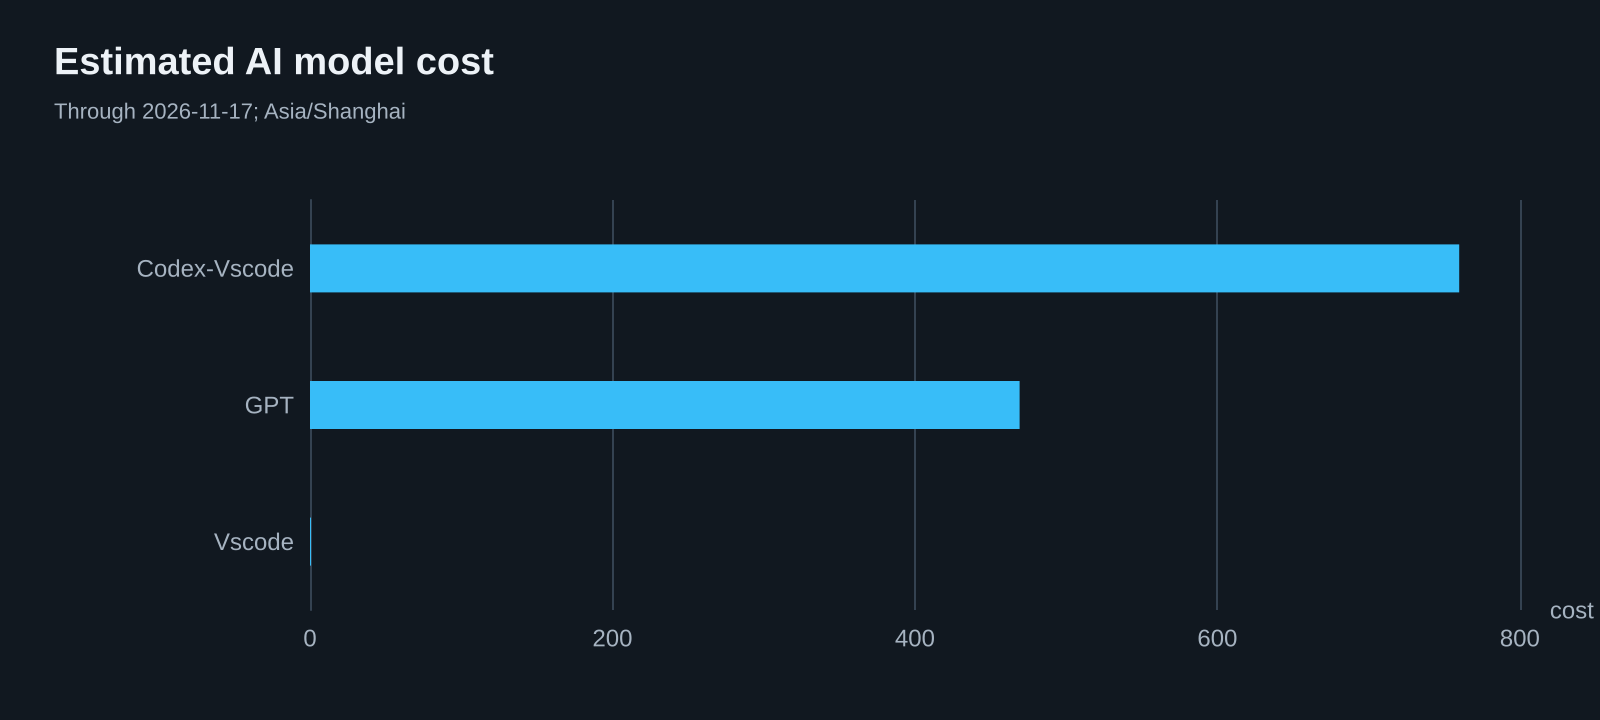 Estimated AI model cost
Through 2026-11-17; Asia/Shanghai
Codex-Vscode
GPT
Vscode
cost
0 200 400 600 800